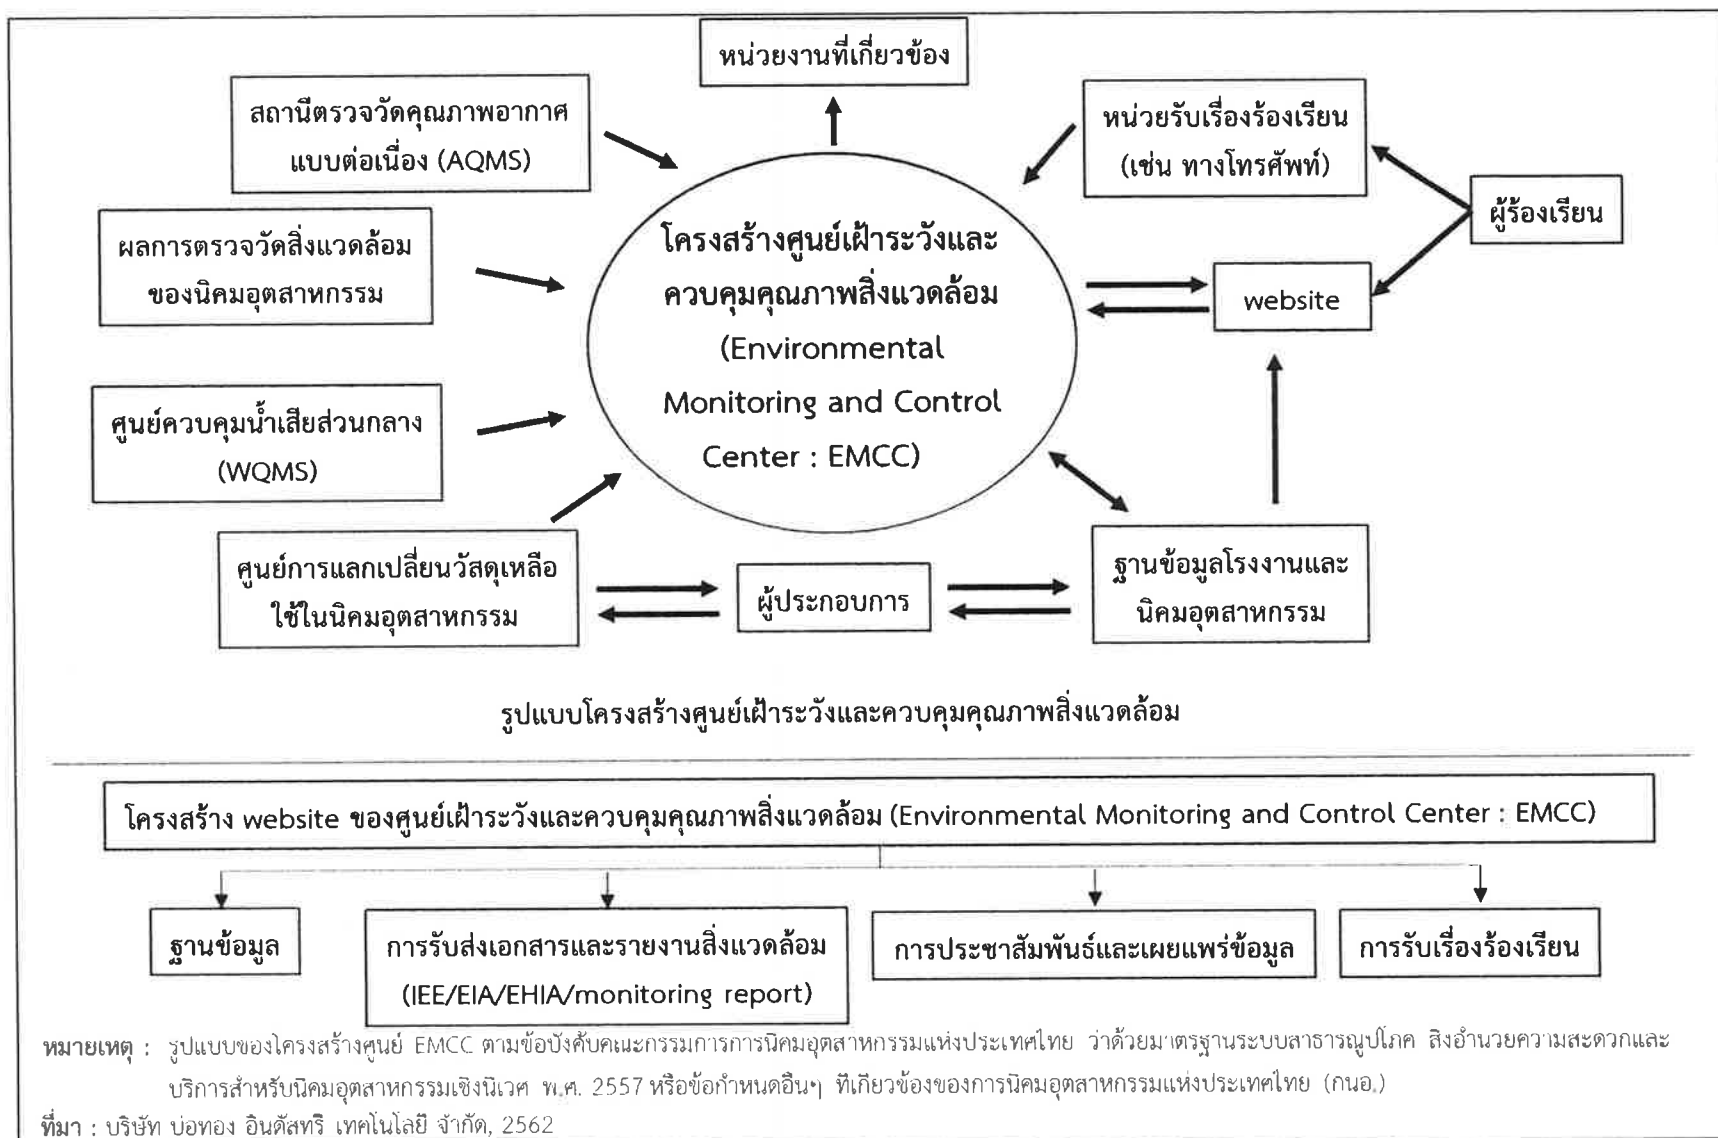 หน่วยงานที่เกี่ยวข้อง
สถานีตรวจวัดคุณภาพอากาศ
แบบต่อเนื่อง (AQMS)
หน่วยรับเรื่องร้องเรียน
(เช่น ทางโทรศัพท์)
ผู้ร้องเรียน
ผลการตรวจวัดสิ่งแวดล้อม
ของนิคมอุตสาหกรรม
โครงสร้างศูนย์เฝ้าระวังและ
ควบคุมคุณภาพสิ่งแวดล้อม
(Environmental
Monitoring and Control
Center : EMCC)
website
ศูนย์ควบคุมน้ำเสียส่วนกลาง
(WQMS)
ศูนย์การแลกเปลี่ยนวัสดุเหลือ
ใช้ในนิคมอุตสาหกรรม
ผู้ประกอบการ
ฐานข้อมูลโรงงานและ
นิคมอุตสาหกรรม
รูปแบบโครงสร้างศูนย์เฝ้าระวังและควบคุมคุณภาพสิ่งแวดล้อม
โครงสร้าง website ของศูนย์เฝ้าระวังและควบคุมคุณภาพสิ่งแวดล้อม (Environmental Monitoring and Control Center : EMCC)
ฐานข้อมูล
การรับส่งเอกสารและรายงานสิ่งแวดล้อม
(IEE/EIA/EHIA/monitoring report)
การประชาสัมพันธ์และเผยแพร่ข้อมูล
การรับเรื่องร้องเรียน
หมายเหตุ : รูปแบบของโครงสร้างศูนย์ EMCC ตามข้อบังคับคณะกรรมการการนิคมอุตสาหกรรมแห่งประเทศไทย ว่าด้วยมาตรฐานระบบสาธารณูปโภค สิ่งอำนวยความสะดวกและ
บริการสำหรับนิคมอุตสาหกรรมเชิงนิเวศ พ.ศ. 2557 หรือข้อกำหนดอื่นๆ ที่เกี่ยวข้องของการนิคมอุตสาหกรรมแห่งประเทศไทย (กนอ.)
ที่มา : บริษัท บ่อทอง อินดัสทรี เทคโนโลยี จำกัด, 2562